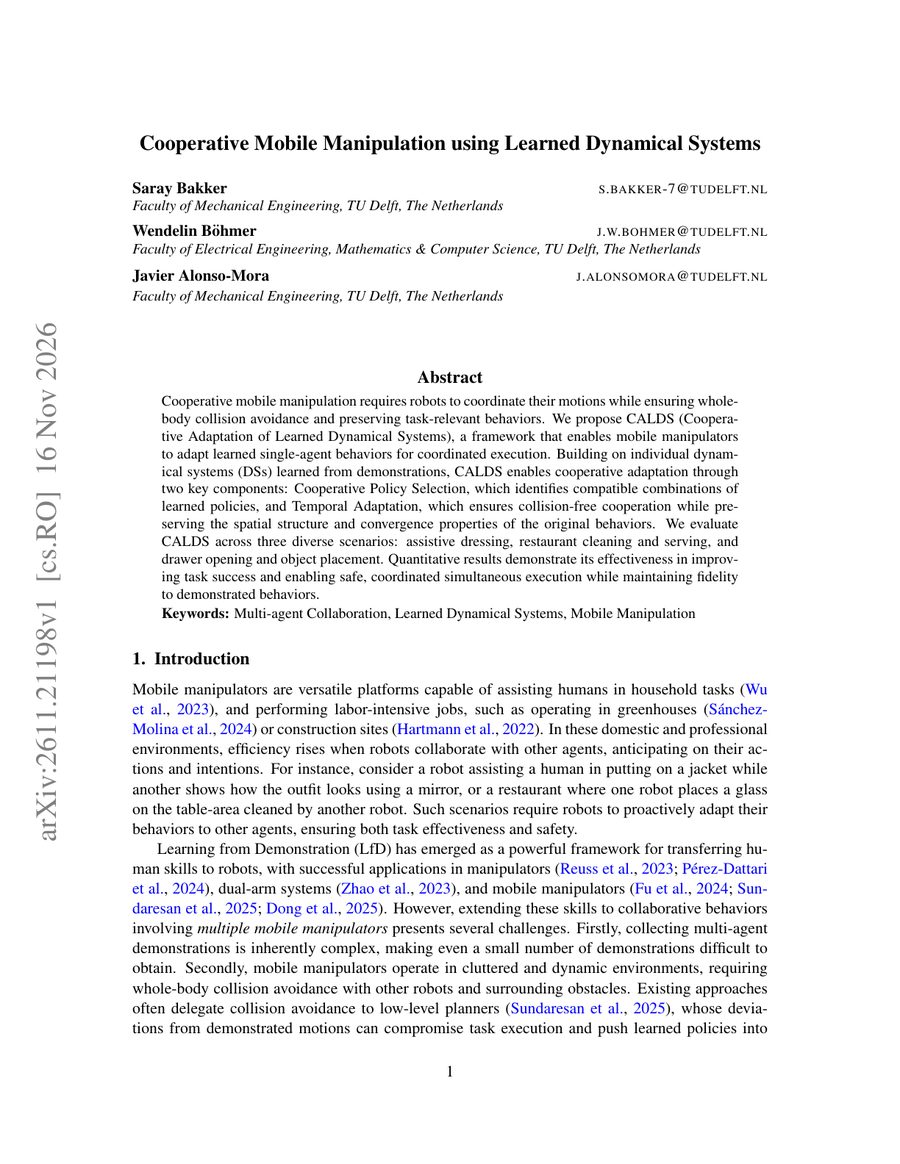 Cooperative Mobile Manipulation using Learned Dynamical Systems
Saray Bakker S.BAKKER-7@TUDELFT.NL
Faculty of Mechanical Engineering, TU Delft, The Netherlands
Wendelin Böhmer J.W.BOHMER@TUDELFT.NL
Faculty of Electrical Engineering, Mathematics & Computer Science, TU Delft, The Netherlands
Javier Alonso-Mora J.ALONSOMORA@TUDELFT.NL
Faculty of Mechanical Engineering, TU Delft, The Netherlands
arXiv:2611.21198v1 [cs.RO] 16 Nov 2026
Abstract
Cooperative mobile manipulation requires robots to coordinate their motions while ensuring whole-
body collision avoidance and preserving task-relevant behaviors. We propose CALDS (Coopera-
tive Adaptation of Learned Dynamical Systems), a framework that enables mobile manipulators
to adapt learned single-agent behaviors for coordinated execution. Building on individual dynam-
ical systems (DSs) learned from demonstrations, CALDS enables cooperative adaptation through
two key components: Cooperative Policy Selection, which identifies compatible combinations of
learned policies, and Temporal Adaptation, which ensures collision-free cooperation while pre-
serving the spatial structure and convergence properties of the original behaviors. We evaluate
CALDS across three diverse scenarios: assistive dressing, restaurant cleaning and serving, and
drawer opening and object placement. Quantitative results demonstrate its effectiveness in improv-
ing task success and enabling safe, coordinated simultaneous execution while maintaining fidelity
to demonstrated behaviors.
Keywords: Multi-agent Collaboration, Learned Dynamical Systems, Mobile Manipulation
1. Introduction
Mobile manipulators are versatile platforms capable of assisting humans in household tasks (Wu
et al., 2023), and performing labor-intensive jobs, such as operating in greenhouses (Sánchez-
Molina et al., 2024) or construction sites (Hartmann et al., 2022). In these domestic and professional
environments, efficiency rises when robots collaborate with other agents, anticipating on their ac-
tions and intentions. For instance, consider a robot assisting a human in putting on a jacket while
another shows how the outfit looks using a mirror, or a restaurant where one robot places a glass
on the table-area cleaned by another robot. Such scenarios require robots to proactively adapt their
behaviors to other agents, ensuring both task effectiveness and safety.
Learning from Demonstration (LfD) has emerged as a powerful framework for transferring hu-
man skills to robots, with successful applications in manipulators (Reuss et al., 2023; Pérez-Dattari
et al., 2024), dual-arm systems (Zhao et al., 2023), and mobile manipulators (Fu et al., 2024; Sun-
daresan et al., 2025; Dong et al., 2025). However, extending these skills to collaborative behaviors
involving multiple mobile manipulators presents several challenges. Firstly, collecting multi-agent
demonstrations is inherently complex, making even a small number of demonstrations difficult to
obtain. Secondly, mobile manipulators operate in cluttered and dynamic environments, requiring
whole-body collision avoidance with other robots and surrounding obstacles. Existing approaches
often delegate collision avoidance to low-level planners (Sundaresan et al., 2025), whose devia-
tions from demonstrated motions can compromise task execution and push learned policies into
1